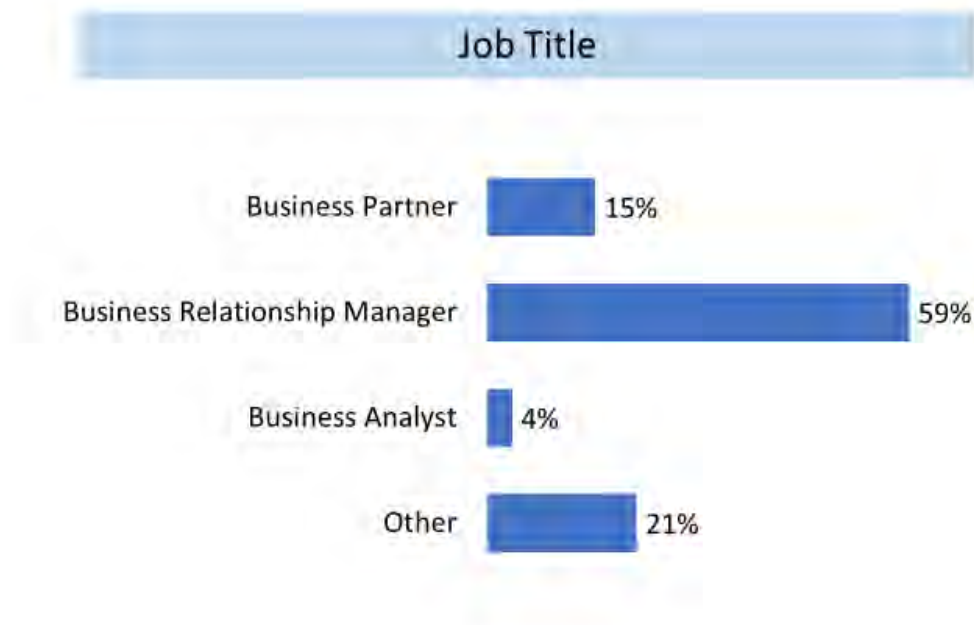 Job Title
Business Partner 15%
Business Relationship Manager 59%
Business Analyst 4%
Other 21%